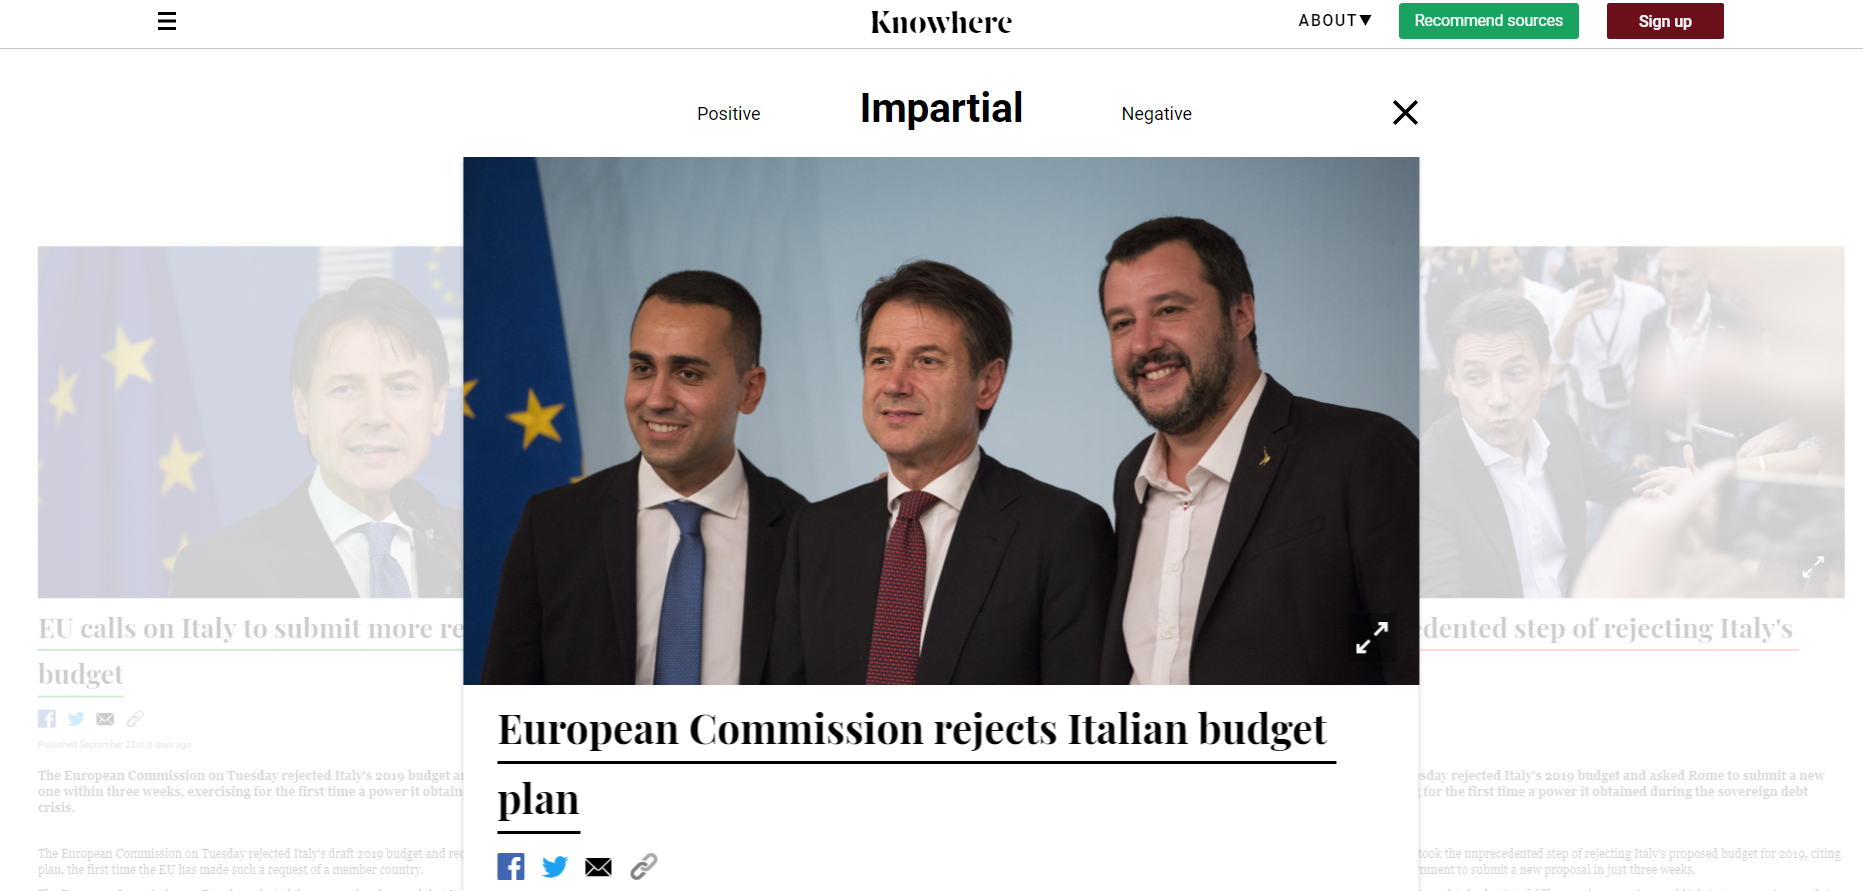 Knowhere
ABOUT▼
Recommend sources
Sign up
Positive
Impartial
Negative
EU calls on Italy to submit more re
budget
Published September 23rd, 6 days ago
The European Commission on Tuesday rejected Italy's 2019 budget a
one within three weeks, exercising for the first time a power it obtain
crisis.
The European Commission on Tuesday rejected Italy's draft 2019 budget and rec
plan, the first time the EU has made such a request of a member country.
European Commission rejects Italian budget
plan
edented step of rejecting Italy's
sday rejected Italy's 2019 budget and asked Rome to submit a new
for the first time a power it obtained during the sovereign debt
took the unprecedented step of rejecting Italy's proposed budget for 2019, citing
nment to submit a new proposal in just three weeks.